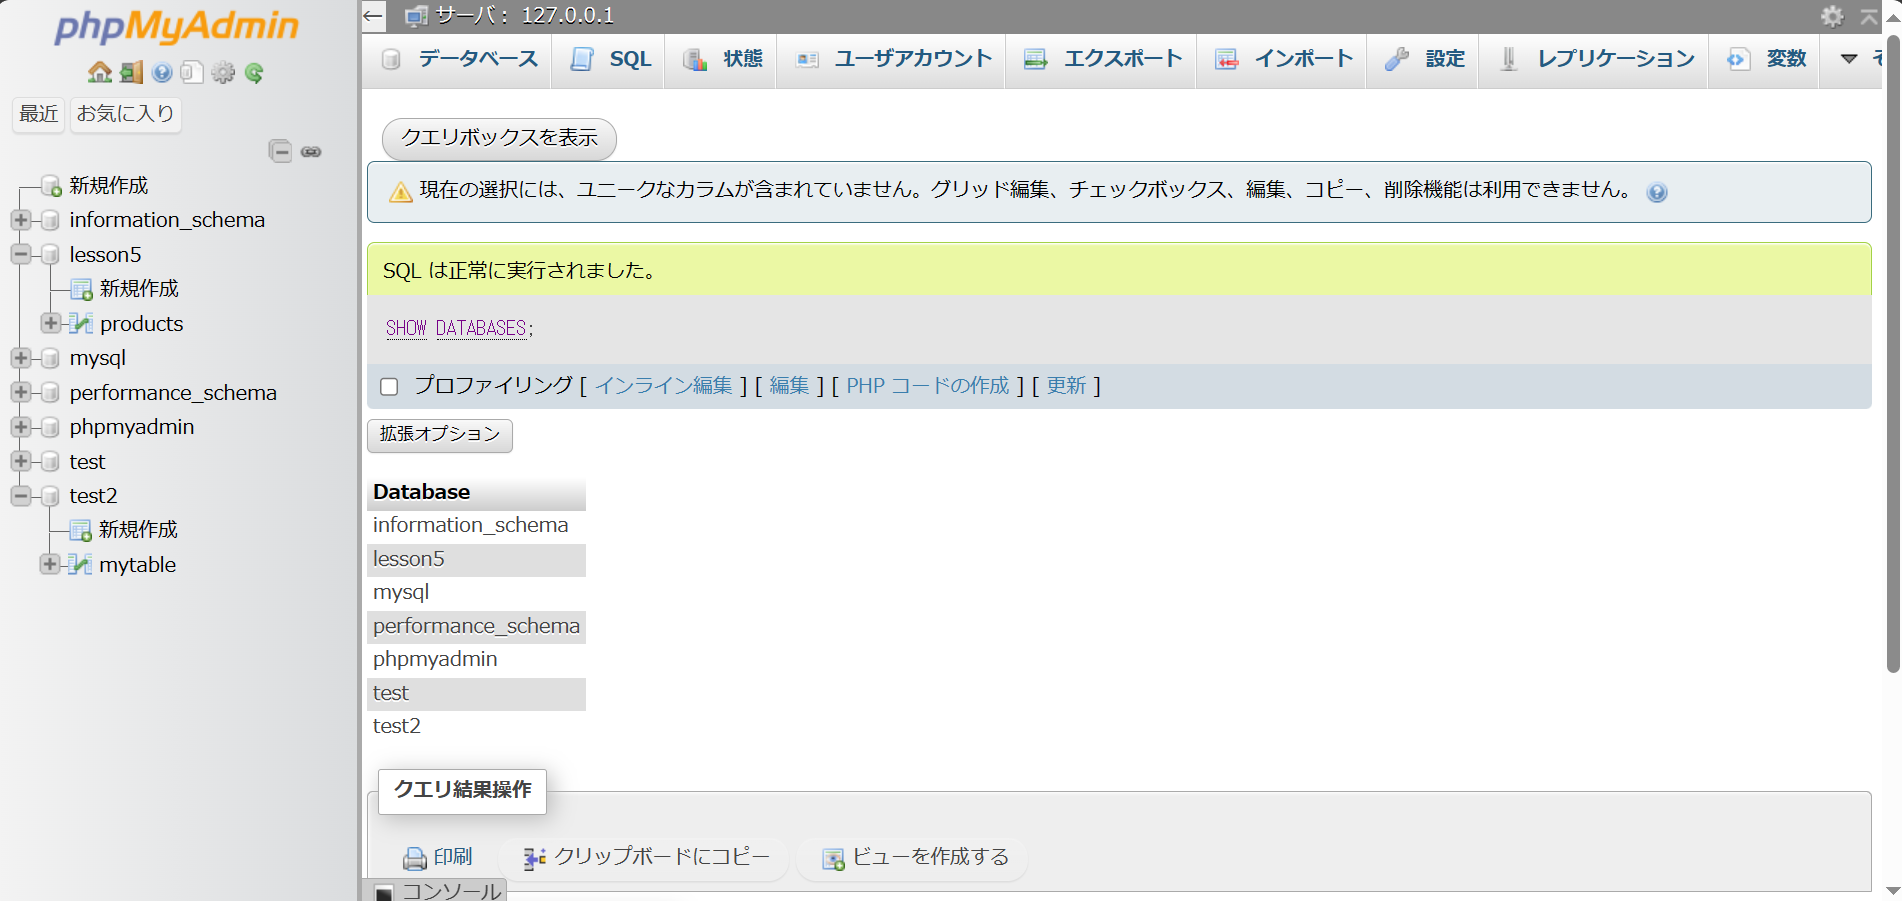 phpMyAdmin
最近 お気に入り
新規作成
information_schema
lesson5
新規作成
products
mysql
performance_schema
phpmyadmin
test
test2
新規作成
mytable
サーバ： 127.0.0.1
データベース SQL 状態 ユーザアカウント エクスポート インポート 設定 レプリケーション 変数
クエリボックスを表示
現在の選択には、ユニークなカラムが含まれていません。グリッド編集、チェックボックス、編集、コピー、削除機能は利用できません。
SQL は正常に実行されました。
SHOW DATABASES;
プロファイリング [ インライン編集 ] [ 編集 ] [ PHP コードの作成 ] [ 更新 ]
拡張オプション
Database
information_schema
lesson5
mysql
performance_schema
phpmyadmin
test
test2
クエリ結果操作
印刷 クリップボードにコピー ビューを作成する
コンソール